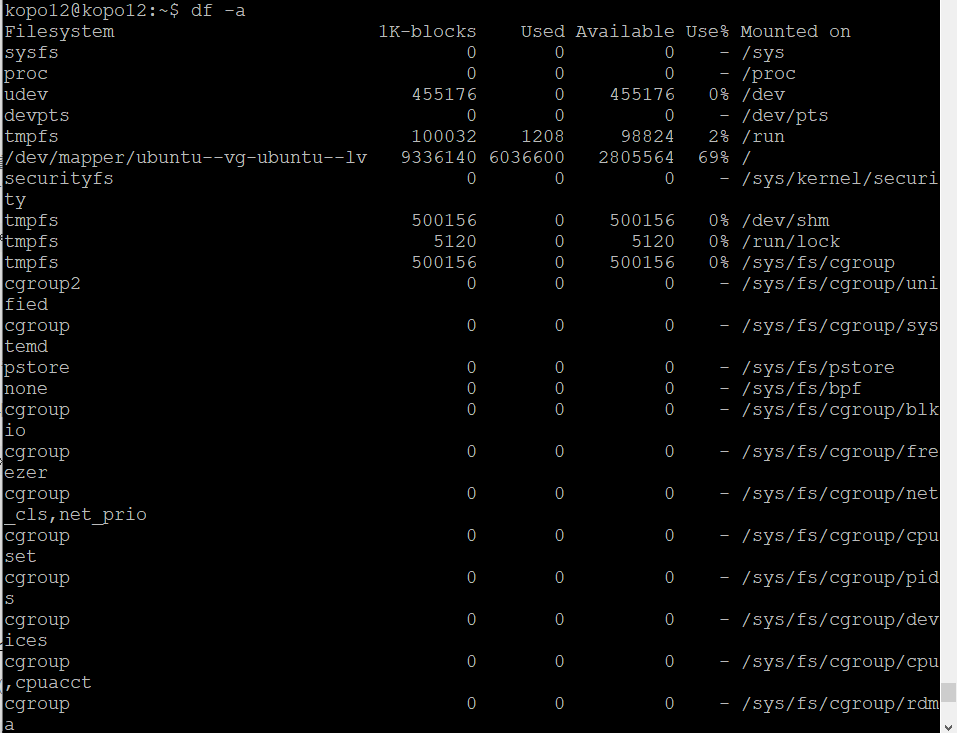 kopo12@kopo12:~$ df -a
Filesystem                        1K-blocks    Used Available Use% Mounted on
sysfs                                     0       0         0    - /sys
proc                                      0       0         0    - /proc
udev                                 455176       0    455176   0% /dev
devpts                                    0       0         0    - /dev/pts
tmpfs                                100032    1208     98824   2% /run
/dev/mapper/ubuntu--vg-ubuntu--lv   9336140 6036600   2805564  69% /
securityfs                                0       0         0    - /sys/kernel/securi
ty
tmpfs                                500156       0    500156   0% /dev/shm
tmpfs                                  5120       0      5120   0% /run/lock
tmpfs                                500156       0    500156   0% /sys/fs/cgroup
cgroup2                                   0       0         0    - /sys/fs/cgroup/uni
fied
cgroup                                    0       0         0    - /sys/fs/cgroup/sys
temd
pstore                                    0       0         0    - /sys/fs/pstore
none                                      0       0         0    - /sys/fs/bpf
cgroup                                    0       0         0    - /sys/fs/cgroup/blk
io
cgroup                                    0       0         0    - /sys/fs/cgroup/fre
ezer
cgroup                                    0       0         0    - /sys/fs/cgroup/net
_cls,net_prio
cgroup                                    0       0         0    - /sys/fs/cgroup/cpu
set
cgroup                                    0       0         0    - /sys/fs/cgroup/pid
s
cgroup                                    0       0         0    - /sys/fs/cgroup/dev
ices
cgroup                                    0       0         0    - /sys/fs/cgroup/cpu
,cpuacct
cgroup                                    0       0         0    - /sys/fs/cgroup/rdm
a